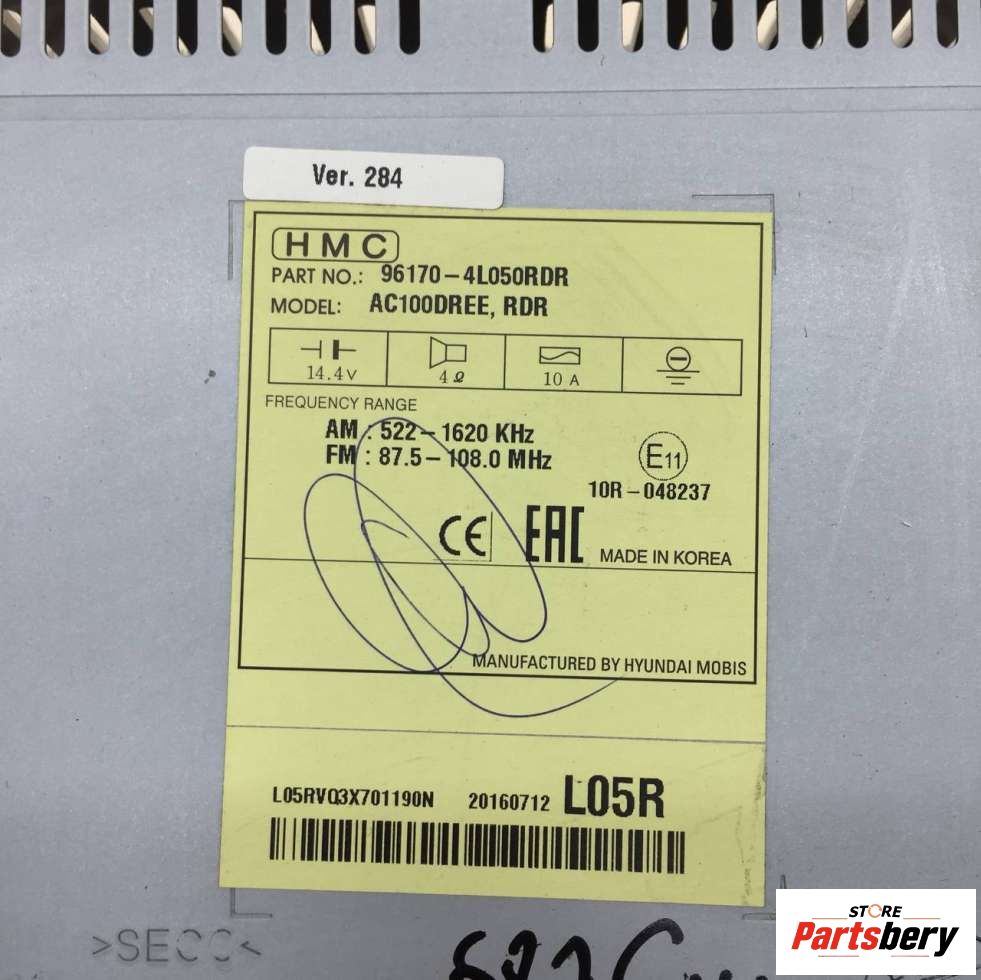 Ver. 284
HMC
PART NO.: 96170-4L050RDR
MODEL: AC100DREE, RDR
14.4V 4Ω 10 A
FREQUENCY RANGE
AM : 522-1620 KHz
FM : 87.5-108.0 MHz
E11
10R-048237
CE EAC MADE IN KOREA
MANUFACTURED BY HYUNDAI MOBIS
L05RVQ3X701190N 20160712 L05R
>SECC<
STORE
Partsbery